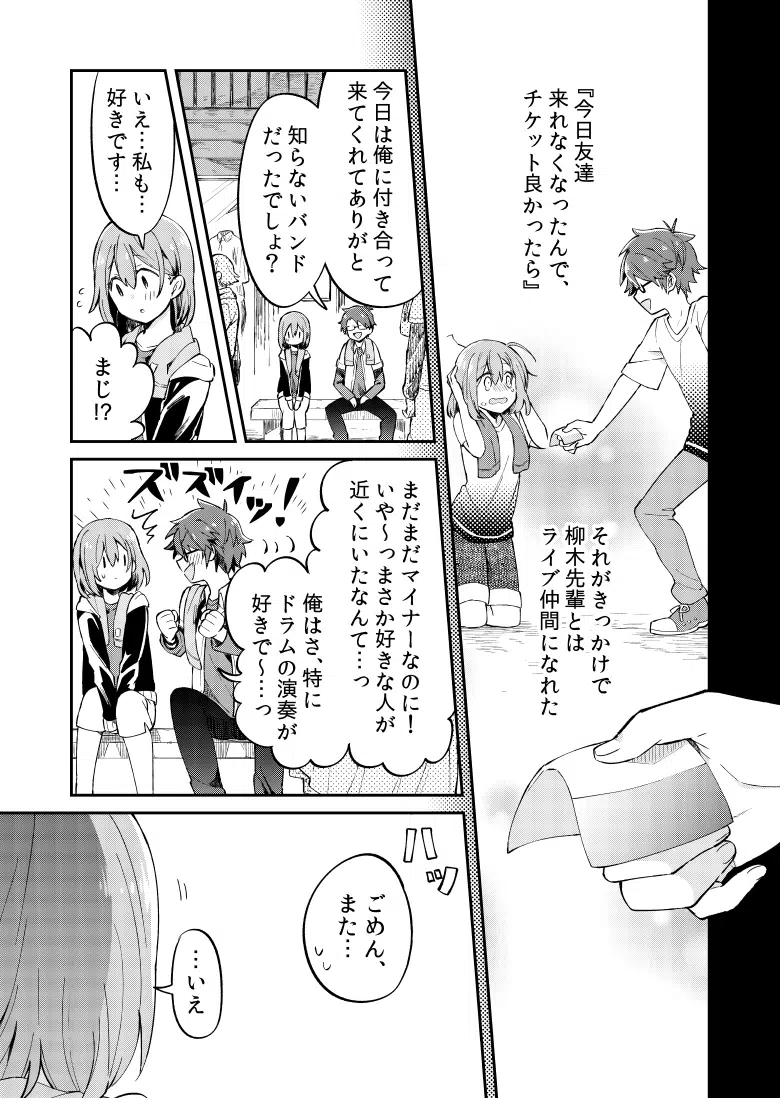 『今日友達
来れなくなったんで、
チケット良かったら』
それがきっかけで
柳木先輩とは
ライブ仲間になれた
今日は俺に付き合って
来てくれてありがと
知らないバンド
だったでしょ?
いえ…私も…
好きです…
まじ!?
ズズイッ!
まだまだマイナーなのに!
いや～っまさか好きな人が
近くにいたなんて…っ
俺はさ、特に
ドラムの演奏が
好きで～…っ
ハッ
ごめん、
また…
…いえ